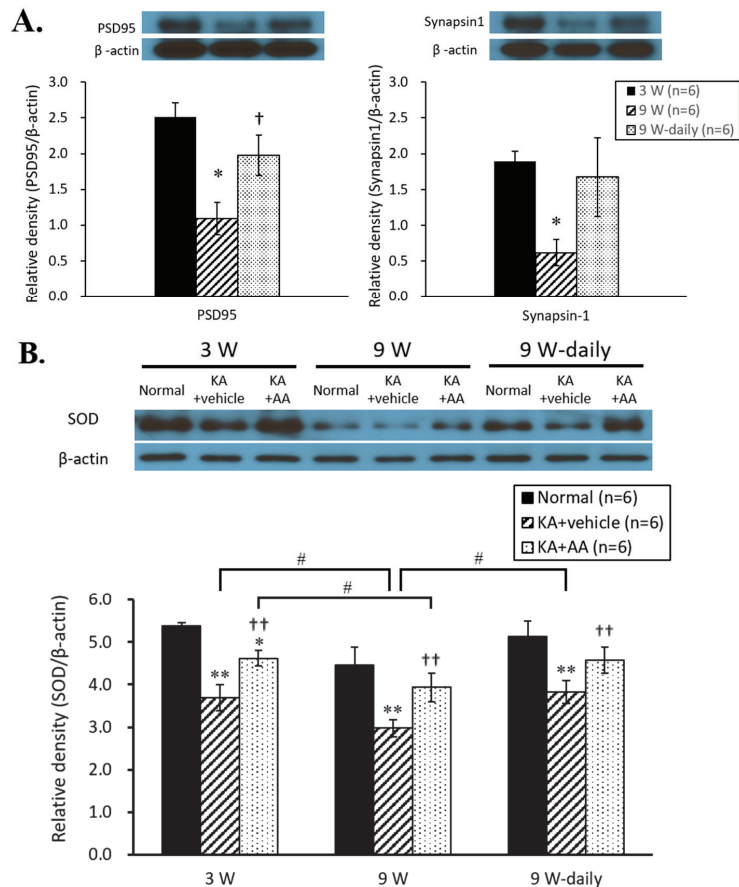 A.
PSD95
β -actin
3.0
2.5
2.0
1.5
1.0
0.5
0.0
Relative density (PSD95/β-actin)
*
†
PSD95
Synapsin1
β -actin
3.0
2.5
2.0
1.5
1.0
0.5
0.0
Relative density (Synapsin1/β-actin)
*
Synapsin-1
3 W (n=6)
9 W (n=6)
9 W-daily (n=6)
B.
3 W 9 W 9 W-daily
Normal KA +vehicle KA +AA Normal KA +vehicle KA +AA Normal KA +vehicle KA +AA
SOD
β-actin
Normal (n=6)
KA+vehicle (n=6)
KA+AA (n=6)
# #
#
6.0
5.0
4.0
3.0
2.0
1.0
0.0
Relative density (SOD/β-actin)
**
††
*
**
††
**
††
3 W 9 W 9 W-daily